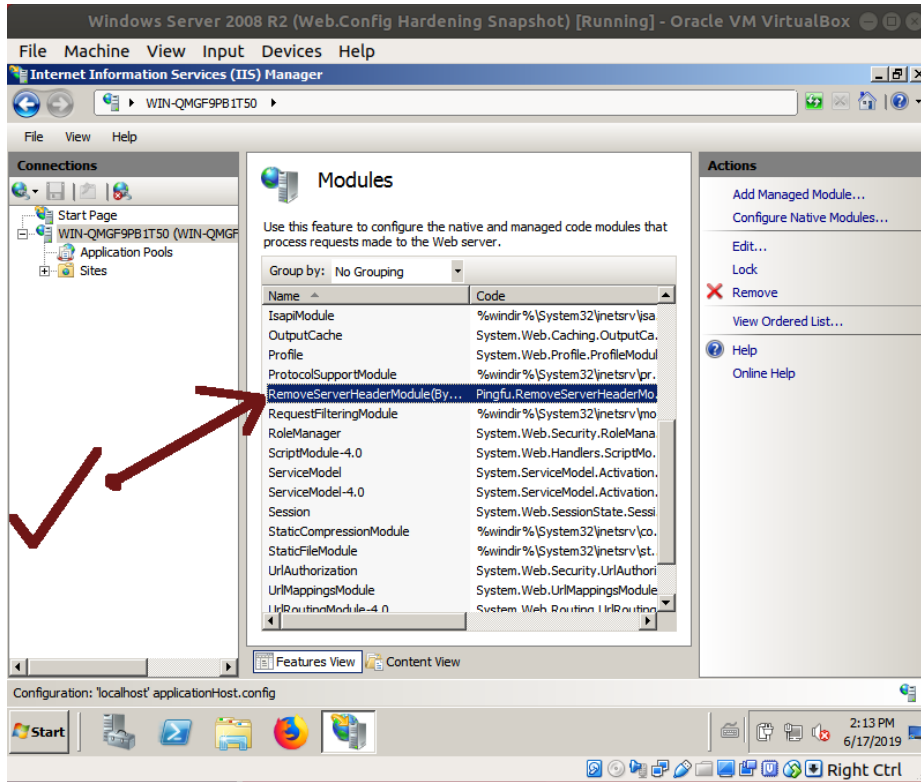 Windows Server 2008 R2 (Web.Config Hardening Snapshot) [Running] - Oracle VM VirtualBox
File Machine View Input Devices Help
Internet Information Services (IIS) Manager
WIN-QMGF9PB1T50
File View Help
Connections
Start Page
WIN-QMGF9PB1T50 (WIN-QMGF
Application Pools
Sites
Modules
Use this feature to configure the native and managed code modules that
process requests made to the Web server.
Group by: No Grouping
Name Code
IsapiModule %windir%\System32\inetsrv\isa
OutputCache System.Web.Caching.OutputCa.
Profile System.Web.Profile.ProfileModul
ProtocolSupportModule %windir%\System32\inetsrv\pr.
RemoveServerHeaderModule(By... Pingfu.RemoveServerHeaderMo.
RequestFilteringModule %windir%\System32\inetsrv\mo
RoleManager System.Web.Security.RoleMana
ScriptModule-4.0 System.Web.Handlers.ScriptMo.
ServiceModel System.ServiceModel.Activation.
ServiceModel-4.0 System.ServiceModel.Activation.
Session System.Web.SessionState.Sessi
StaticCompressionModule %windir%\System32\inetsrv\co.
StaticFileModule %windir%\System32\inetsrv\st.
UrlAuthorization System.Web.Security.UrlAuthori
UrlMappingsModule System.Web.UrlMappingsModule
UrlRoutingModule-4.0 System.Web.Routing.UrlRouting
Features View Content View
Actions
Add Managed Module...
Configure Native Modules...
Edit...
Lock
Remove
View Ordered List...
Help
Online Help
Configuration: 'localhost' applicationHost.config
Start
2:13 PM
6/17/2019
Right Ctrl